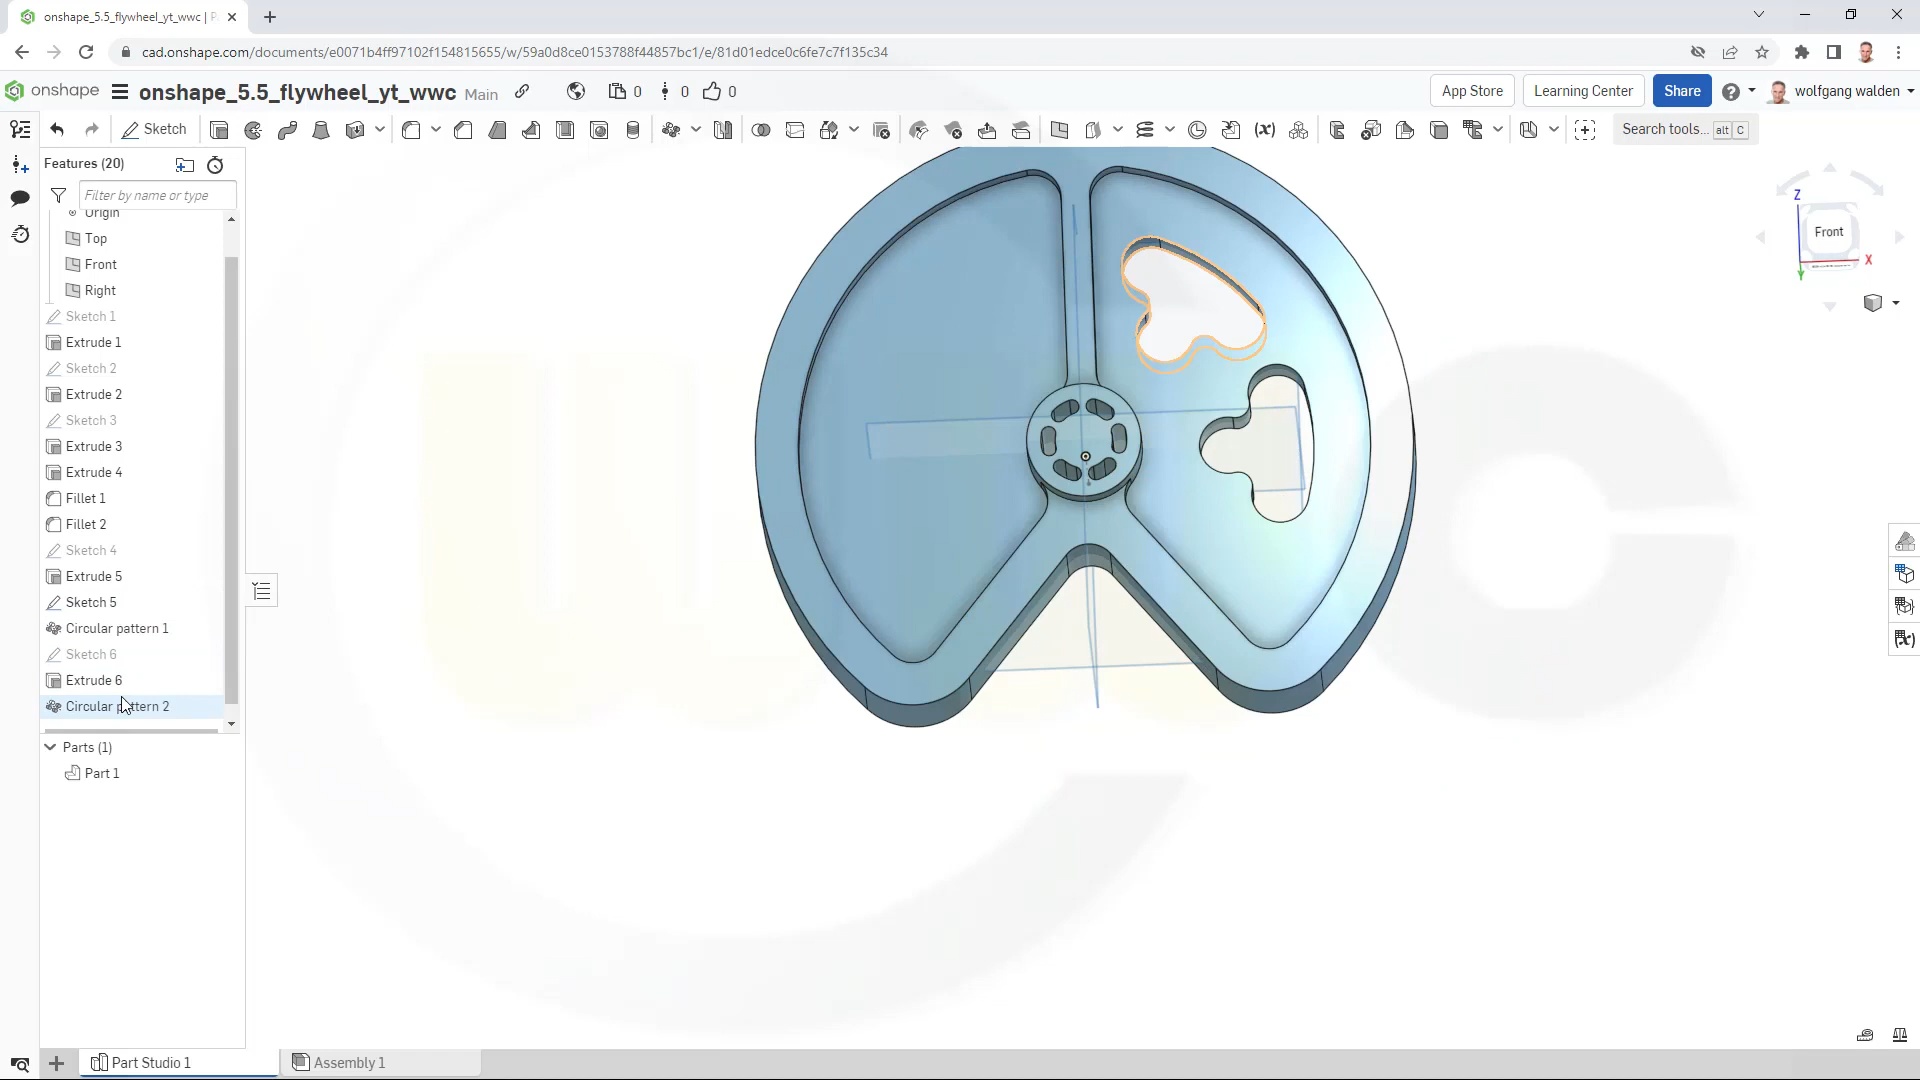 onshape_5.5_flywheel_yt_wwc | P
cad.onshape.com/documents/e0071b4ff97102f154815655/w/59a0d8ce0153788f44857bc1/e/81d01edce0c6fe7c7f135c34
onshape onshape_5.5_flywheel_yt_wwc Main 0 0 0 App Store Learning Center Share wolfgang walden
Sketch Search tools... alt C
Features (20)
Filter by name or type
Origin
Top
Front
Right
Sketch 1
Extrude 1
Sketch 2
Extrude 2
Sketch 3
Extrude 3
Extrude 4
Fillet 1
Fillet 2
Sketch 4
Extrude 5
Sketch 5
Circular pattern 1
Sketch 6
Extrude 6
Circular pattern 2
Parts (1)
Part 1
Z
Front
X
Y
Part Studio 1
Assembly 1